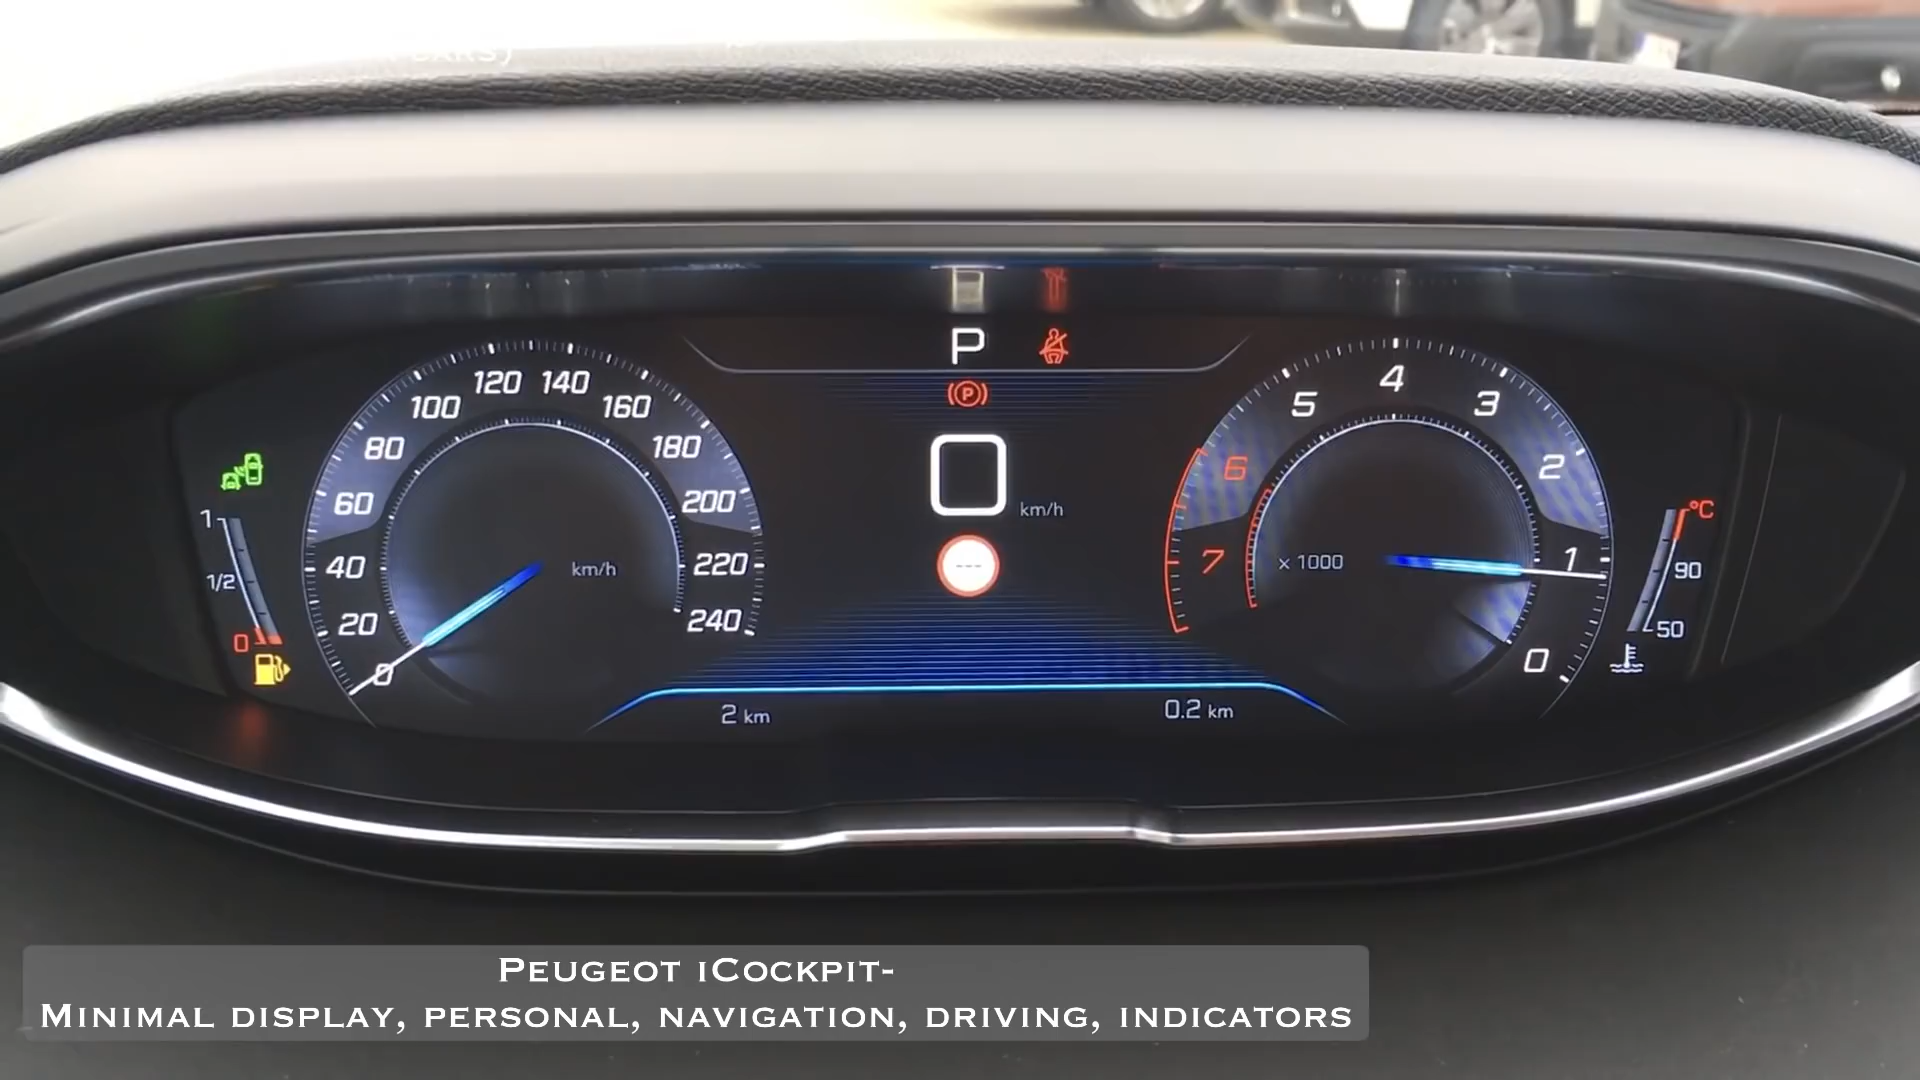 CARS)
P
(P)
120 140
100
160
80
180
60
200
40
220
20
240
0
km/h
1
1/2
0
0
km/h
---
2 km
0.2 km
4
5
3
6
2
7
1
0
x 1000
°C
90
50
PEUGEOT iCOCKPIT-
MINIMAL DISPLAY, PERSONAL, NAVIGATION, DRIVING, INDICATORS